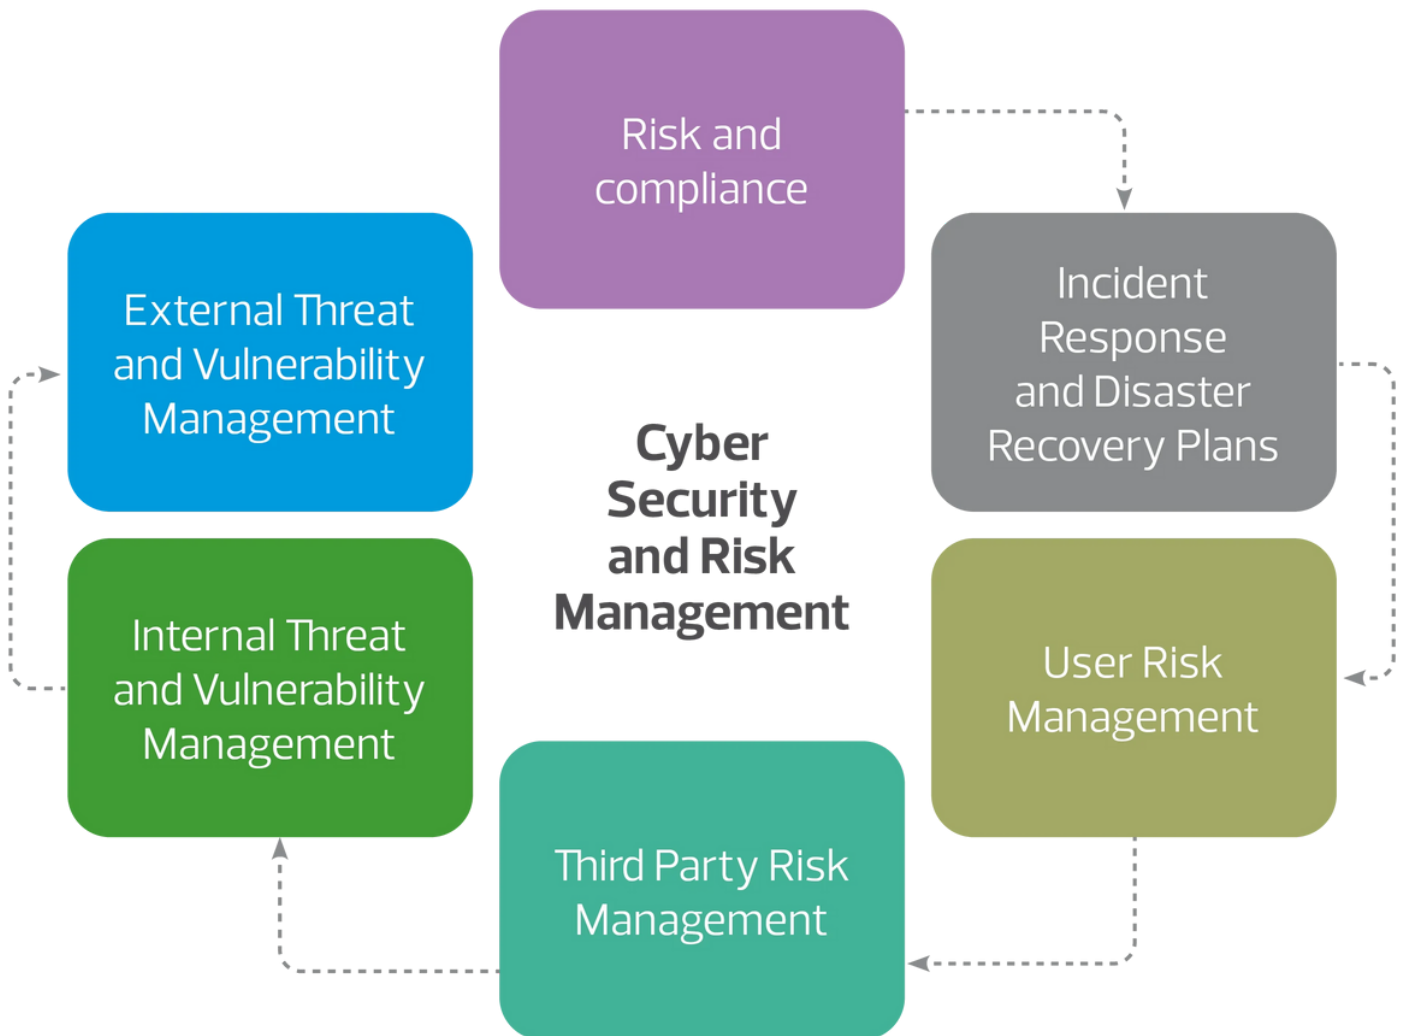 Risk and
compliance
Incident
Response
and Disaster
Recovery Plans
User Risk
Management
Third Party Risk
Management
Internal Threat
and Vulnerability
Management
External Threat
and Vulnerability
Management
Cyber
Security
and Risk
Management